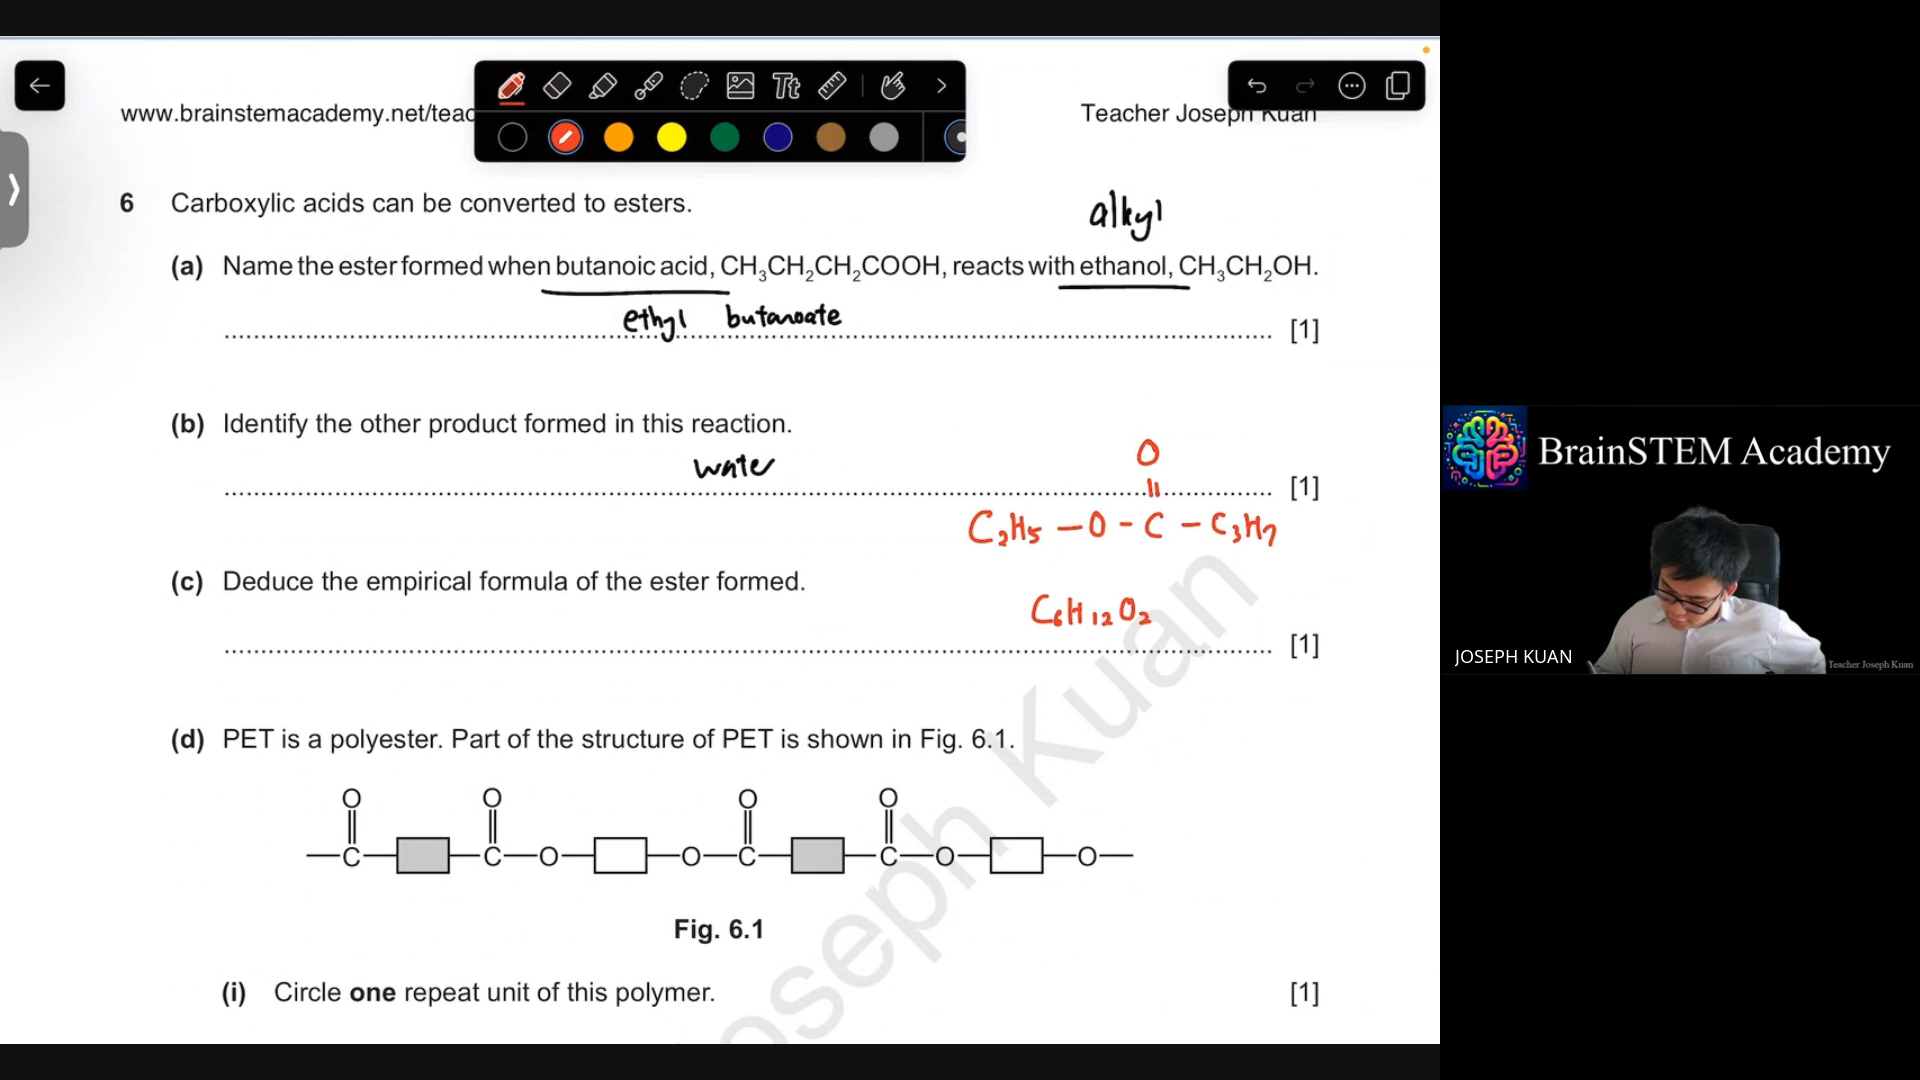 www.brainstemacademy.net/teac
Tt
Teacher Joseph Kuan
alkyl
6 Carboxylic acids can be converted to esters.
(a) Name the ester formed when butanoic acid, CH₃CH₂CH₂COOH, reacts with ethanol, CH₃CH₂OH.
ethyl butanoate
[1]
(b) Identify the other product formed in this reaction.
water
[1]
O
||
C₂H₅ – O – C – C₃H₇
(c) Deduce the empirical formula of the ester formed.
C₆H₁₂O₂
[1]
(d) PET is a polyester. Part of the structure of PET is shown in Fig. 6.1.
O O O O
C C O O C C O O
Fig. 6.1
(i) Circle one repeat unit of this polymer. [1]
oseph Kuan
BrainSTEM Academy
JOSEPH KUAN
Teacher Joseph Kuan